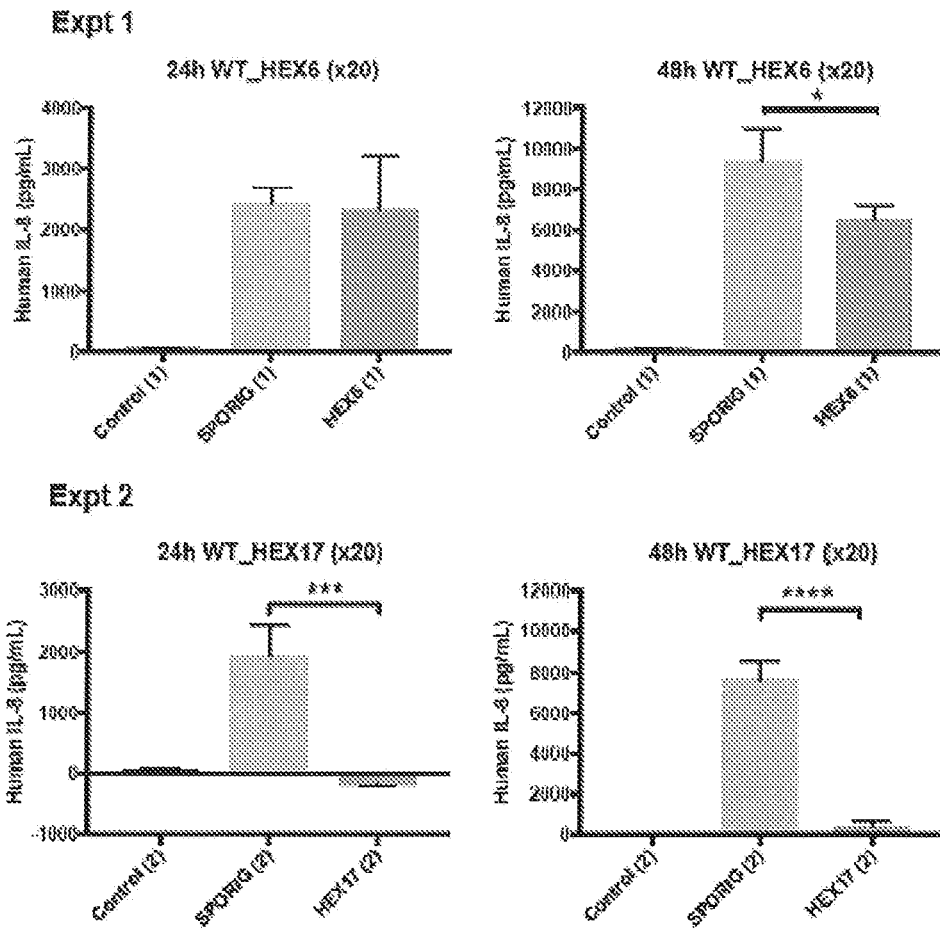 Expt 1
24h WT_HEX6 (x20)
Human IL-8 (pg/mL)
4000
3000
2000
1000
0
Control (1)
SPORIG (1)
HEX6 (1)
48h WT_HEX6 (x20)
*
Human IL-8 (pg/mL)
12000
10000
8000
6000
4000
2000
0
Control (1)
SPORIG (1)
HEX6 (1)
Expt 2
24h WT_HEX17 (x20)
***
Human IL-8 (pg/mL)
3000
2000
1000
0
-1000
Control (2)
SPORIG (2)
HEX17 (2)
48h WT_HEX17 (x20)
****
Human IL-8 (pg/mL)
12000
10000
8000
6000
4000
2000
0
Control (2)
SPORIG (2)
HEX17 (2)